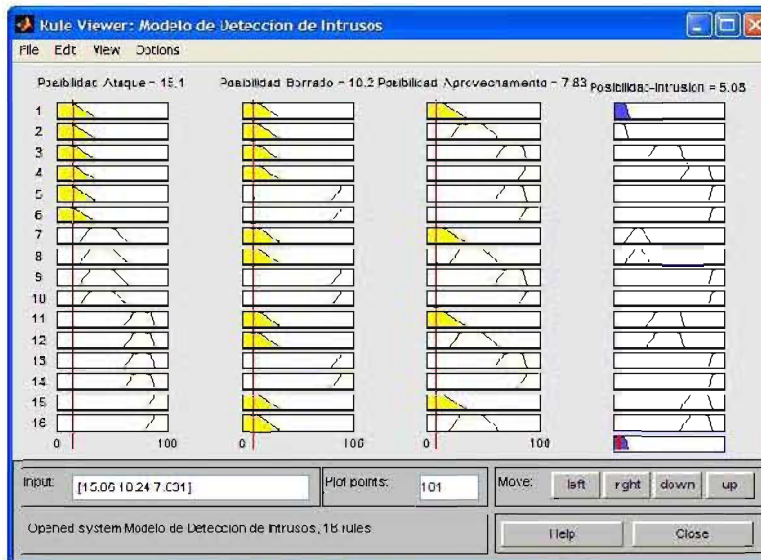 Rule Viewer: Modelo de Deteccion de Intrusos
File Edit View Options
Posibilidad Ataque = 15.1
Posibilidad Borrado = 10.2
Posibilidad Aprovechamento = 7.83
Posibilidad-Intrusion = 5.08
1
2
3
4
5
6
7
8
9
10
11
12
13
14
15
16
0 100
0 100
0 100
Input: [15.06 10.24 7.831]
Plot points: 101
Move: left right down up
Opened system Modelo de Deteccion de Intrusos, 16 rules
Help Close